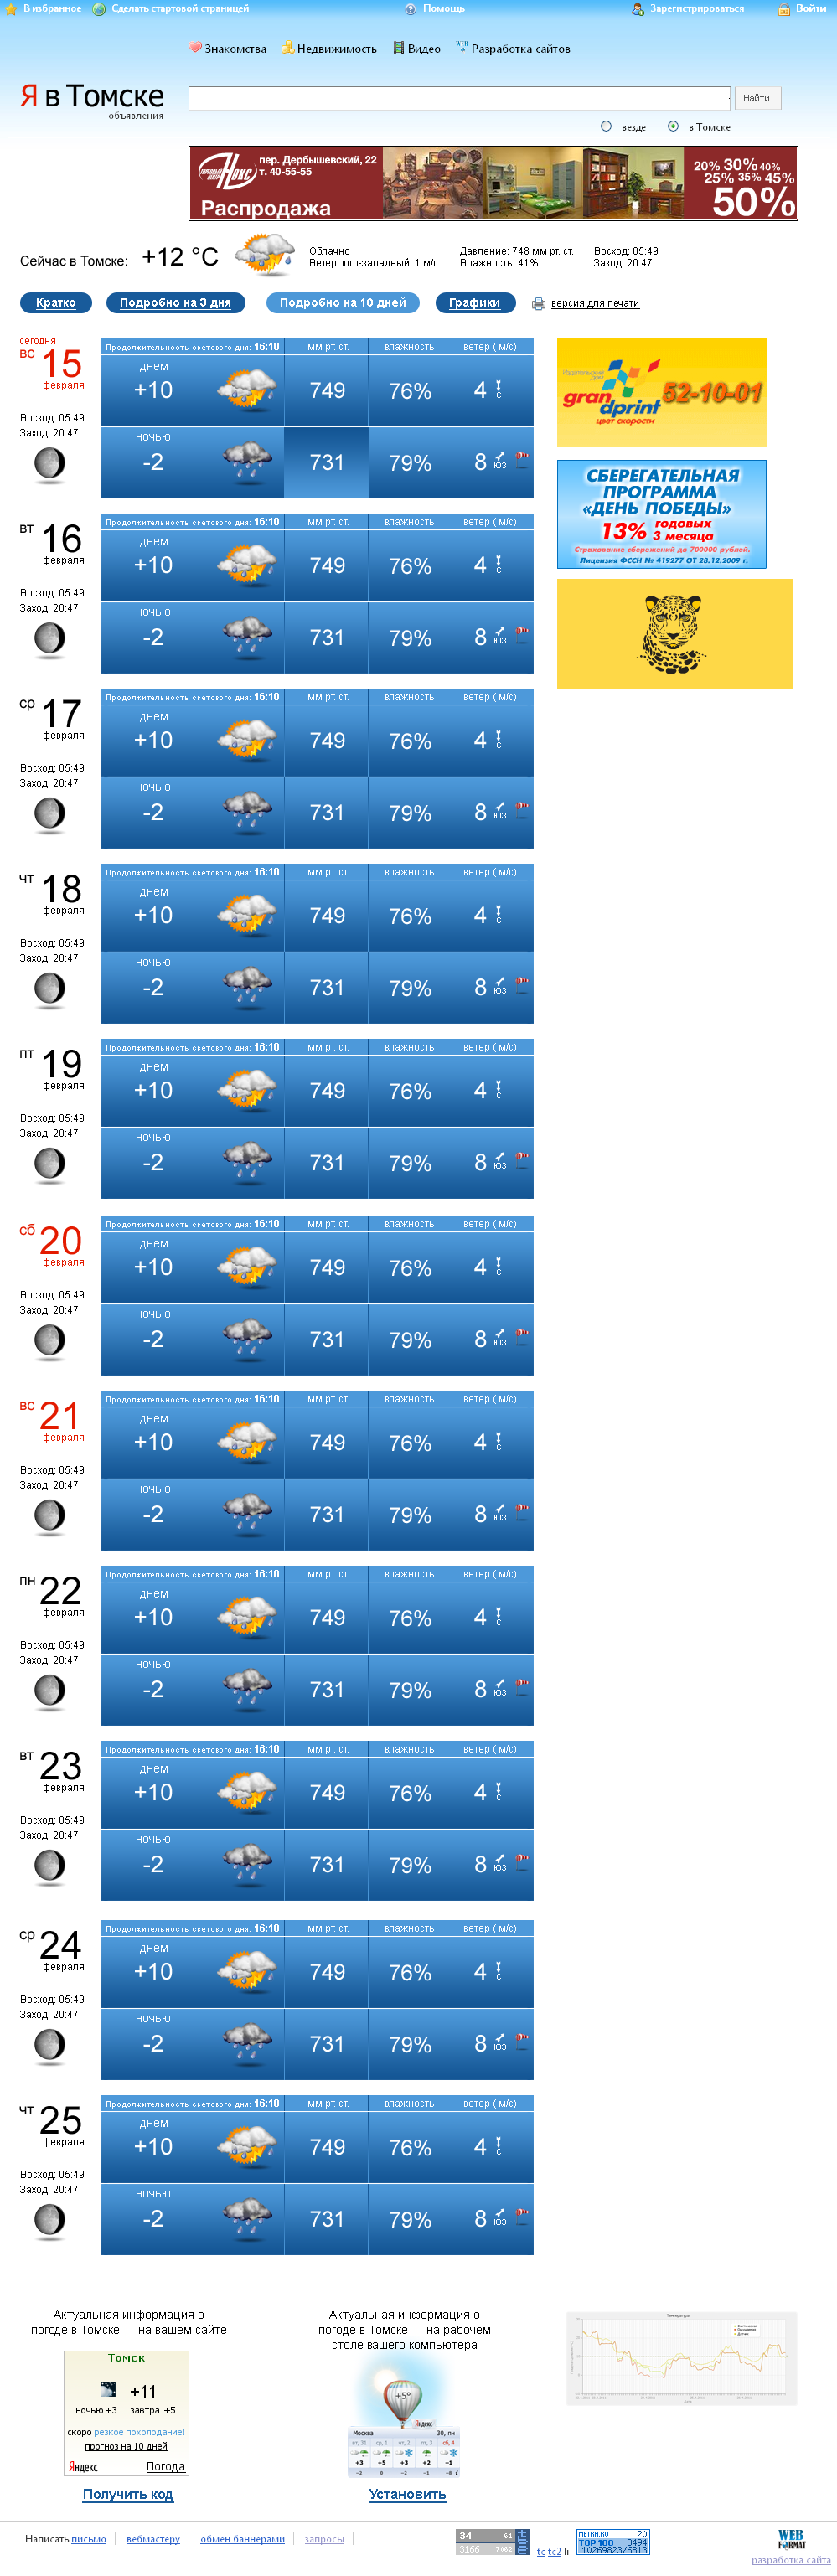 В избранное Сделать стартовой страницей Помощь Зарегистрироваться Войти
Знакомства Недвижимость Видео WEB Разработка сайтов
Я в Томске
объявления
Найти
везде в Томске
торговый центр Нокс пер. Дербышевский, 22
т. 40-55-55
Распродажа
20% 30% 40%
25% 35% 45%
50%
Сейчас в Томске: +12 °C
Облачно
Ветер: юго-западный, 1 м/с
Давление: 748 мм рт. ст.
Влажность: 41%
Восход: 05:49
Заход: 20:47
Кратко Подробно на 3 дня Подробно на 10 дней Графики версия для печати
сегодня
вс 15
февраля
Восход: 05:49
Заход: 20:47
Продолжительность светового дня: 16:10 мм рт. ст. влажность ветер ( м/с)
днем
+10 749 76% 4 С
ночью
-2 731 79% 8 ЮЗ
Издательский дом
grandprint 52-10-01
цвет скорости
СБЕРЕГАТЕЛЬНАЯ
ПРОГРАММА
«ДЕНЬ ПОБЕДЫ»
13% годовых
3 месяца
Страхование сбережений до 700000 рублей.
Лицензия ФССН № 419277 ОТ 28.12.2009 г.
вт 16
февраля
Восход: 05:49
Заход: 20:47
Продолжительность светового дня: 16:10 мм рт. ст. влажность ветер ( м/с)
днем
+10 749 76% 4 С
ночью
-2 731 79% 8 ЮЗ
ср 17
февраля
Восход: 05:49
Заход: 20:47
Продолжительность светового дня: 16:10 мм рт. ст. влажность ветер ( м/с)
днем
+10 749 76% 4 С
ночью
-2 731 79% 8 ЮЗ
чт 18
февраля
Восход: 05:49
Заход: 20:47
Продолжительность светового дня: 16:10 мм рт. ст. влажность ветер ( м/с)
днем
+10 749 76% 4 С
ночью
-2 731 79% 8 ЮЗ
пт 19
февраля
Восход: 05:49
Заход: 20:47
Продолжительность светового дня: 16:10 мм рт. ст. влажность ветер ( м/с)
днем
+10 749 76% 4 С
ночью
-2 731 79% 8 ЮЗ
сб 20
февраля
Восход: 05:49
Заход: 20:47
Продолжительность светового дня: 16:10 мм рт. ст. влажность ветер ( м/с)
днем
+10 749 76% 4 С
ночью
-2 731 79% 8 ЮЗ
вс 21
февраля
Восход: 05:49
Заход: 20:47
Продолжительность светового дня: 16:10 мм рт. ст. влажность ветер ( м/с)
днем
+10 749 76% 4 С
ночью
-2 731 79% 8 ЮЗ
пн 22
февраля
Восход: 05:49
Заход: 20:47
Продолжительность светового дня: 16:10 мм рт. ст. влажность ветер ( м/с)
днем
+10 749 76% 4 С
ночью
-2 731 79% 8 ЮЗ
вт 23
февраля
Восход: 05:49
Заход: 20:47
Продолжительность светового дня: 16:10 мм рт. ст. влажность ветер ( м/с)
днем
+10 749 76% 4 С
ночью
-2 731 79% 8 ЮЗ
ср 24
февраля
Восход: 05:49
Заход: 20:47
Продолжительность светового дня: 16:10 мм рт. ст. влажность ветер ( м/с)
днем
+10 749 76% 4 С
ночью
-2 731 79% 8 ЮЗ
чт 25
февраля
Восход: 05:49
Заход: 20:47
Продолжительность светового дня: 16:10 мм рт. ст. влажность ветер ( м/с)
днем
+10 749 76% 4 С
ночью
-2 731 79% 8 ЮЗ
Актуальная информация о
погоде в Томске — на вашем сайте
Томск
+11
ночью +3 завтра +5
скоро резкое похолодание!
прогноз на 10 дней
Яндекс Погода
Получить код
Актуальная информация о
погоде в Томске — на рабочем
столе вашего компьютера
+5°
Яндекс
Москва 30, пн
вт, 31 ср, 1 чт, 2 пт, 3 сб, 4
+3 +5 +3 +2 -1
Установить
Температура
Написать письмо вебмастеру обмен баннерами запросы
34 61
3166 7662
tc tc2 li
METKA.RU 20
TOP 100 3494
10269823/6813
WEB
FORMAT
разработка сайта